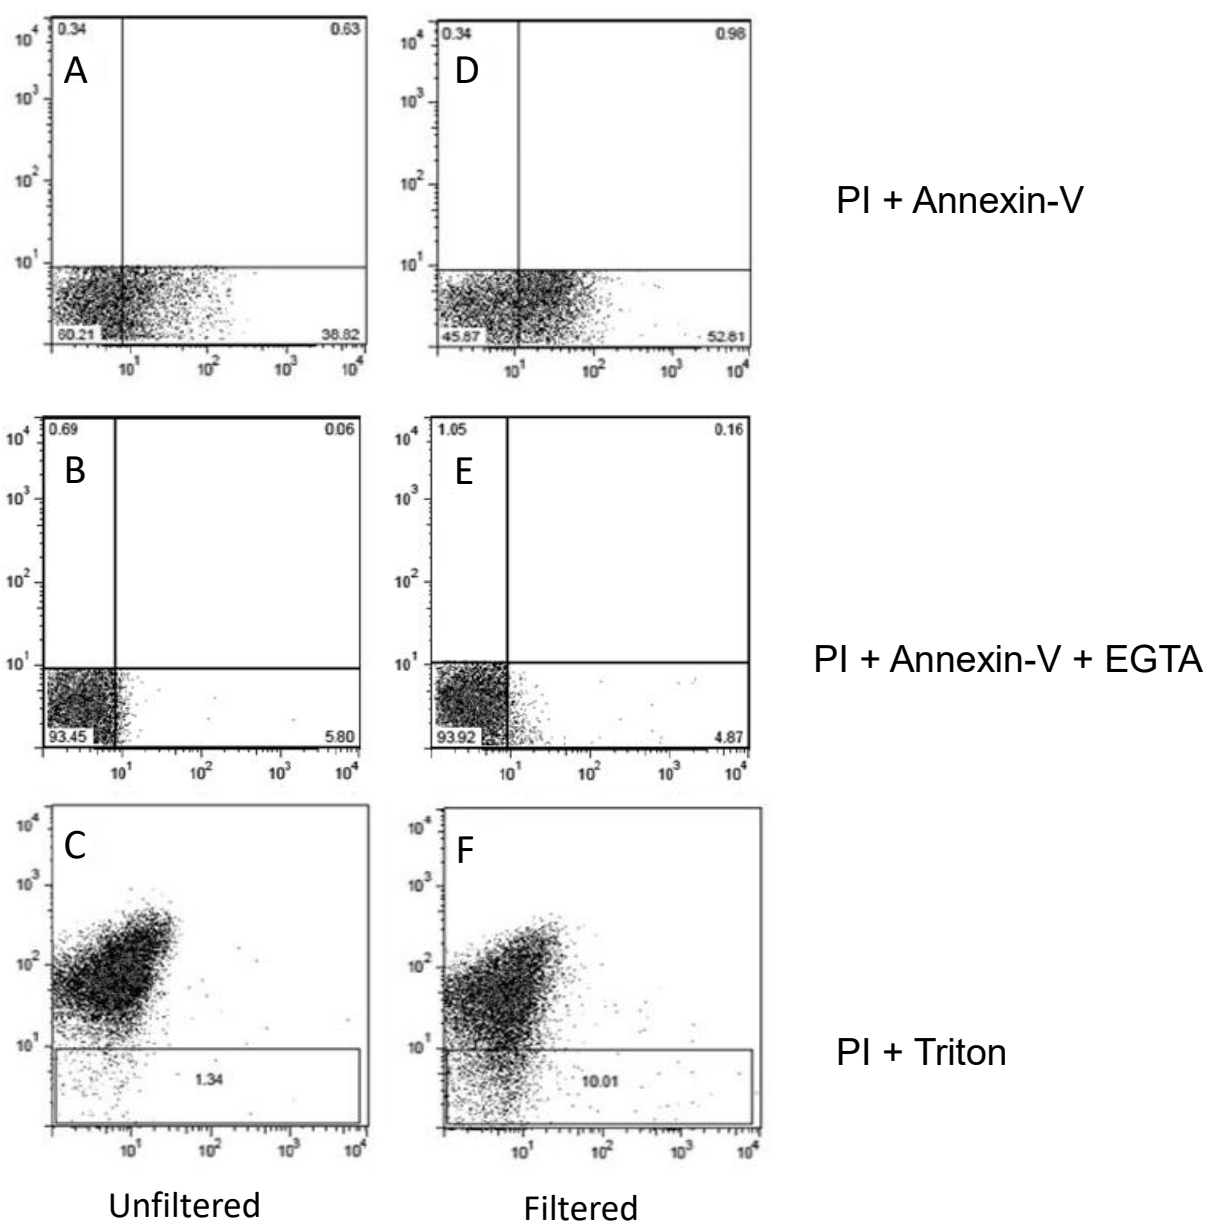 10⁴ 0.34 0.63 10⁴ 0.34 0.98
A D
10³ 10³
PI + Annexin-V
10² 10²
10¹ 10¹
60.21 38.82 45.87 52.81
10¹ 10² 10³ 10⁴ 10¹ 10² 10³ 10⁴
10⁴ 0.69 0.06 10⁴ 1.05 0.16
B E
10³ 10³
10² 10²
10¹ 10¹
PI + Annexin-V + EGTA
93.45 5.80 93.92 4.87
10¹ 10² 10³ 10⁴ 10¹ 10² 10³ 10⁴
10⁴ 10⁴
C F
10³ 10³
10² 10²
10¹ 10¹
PI + Triton
1.34 10.01
10¹ 10² 10³ 10⁴ 10¹ 10² 10³ 10⁴
Unfiltered Filtered